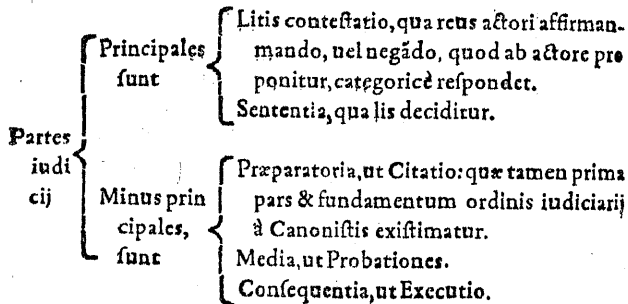 Partes
iudi
cij
Principales
ſunt
Litis conteſtatio, qua reus actori affirman-
mando, uel negãdo, quod ab actore pro
ponitur, categoricè reſpondet.
Sententia, qua lis deciditur.
Minus prin
cipales,
ſunt
Præparatoria, ut Citatio: quæ tamen prima
pars & fundamentum ordinis iudiciarij
à Canoniſtis exiſtimatur.
Media, ut Probationes.
Conſequentia, ut Executio.